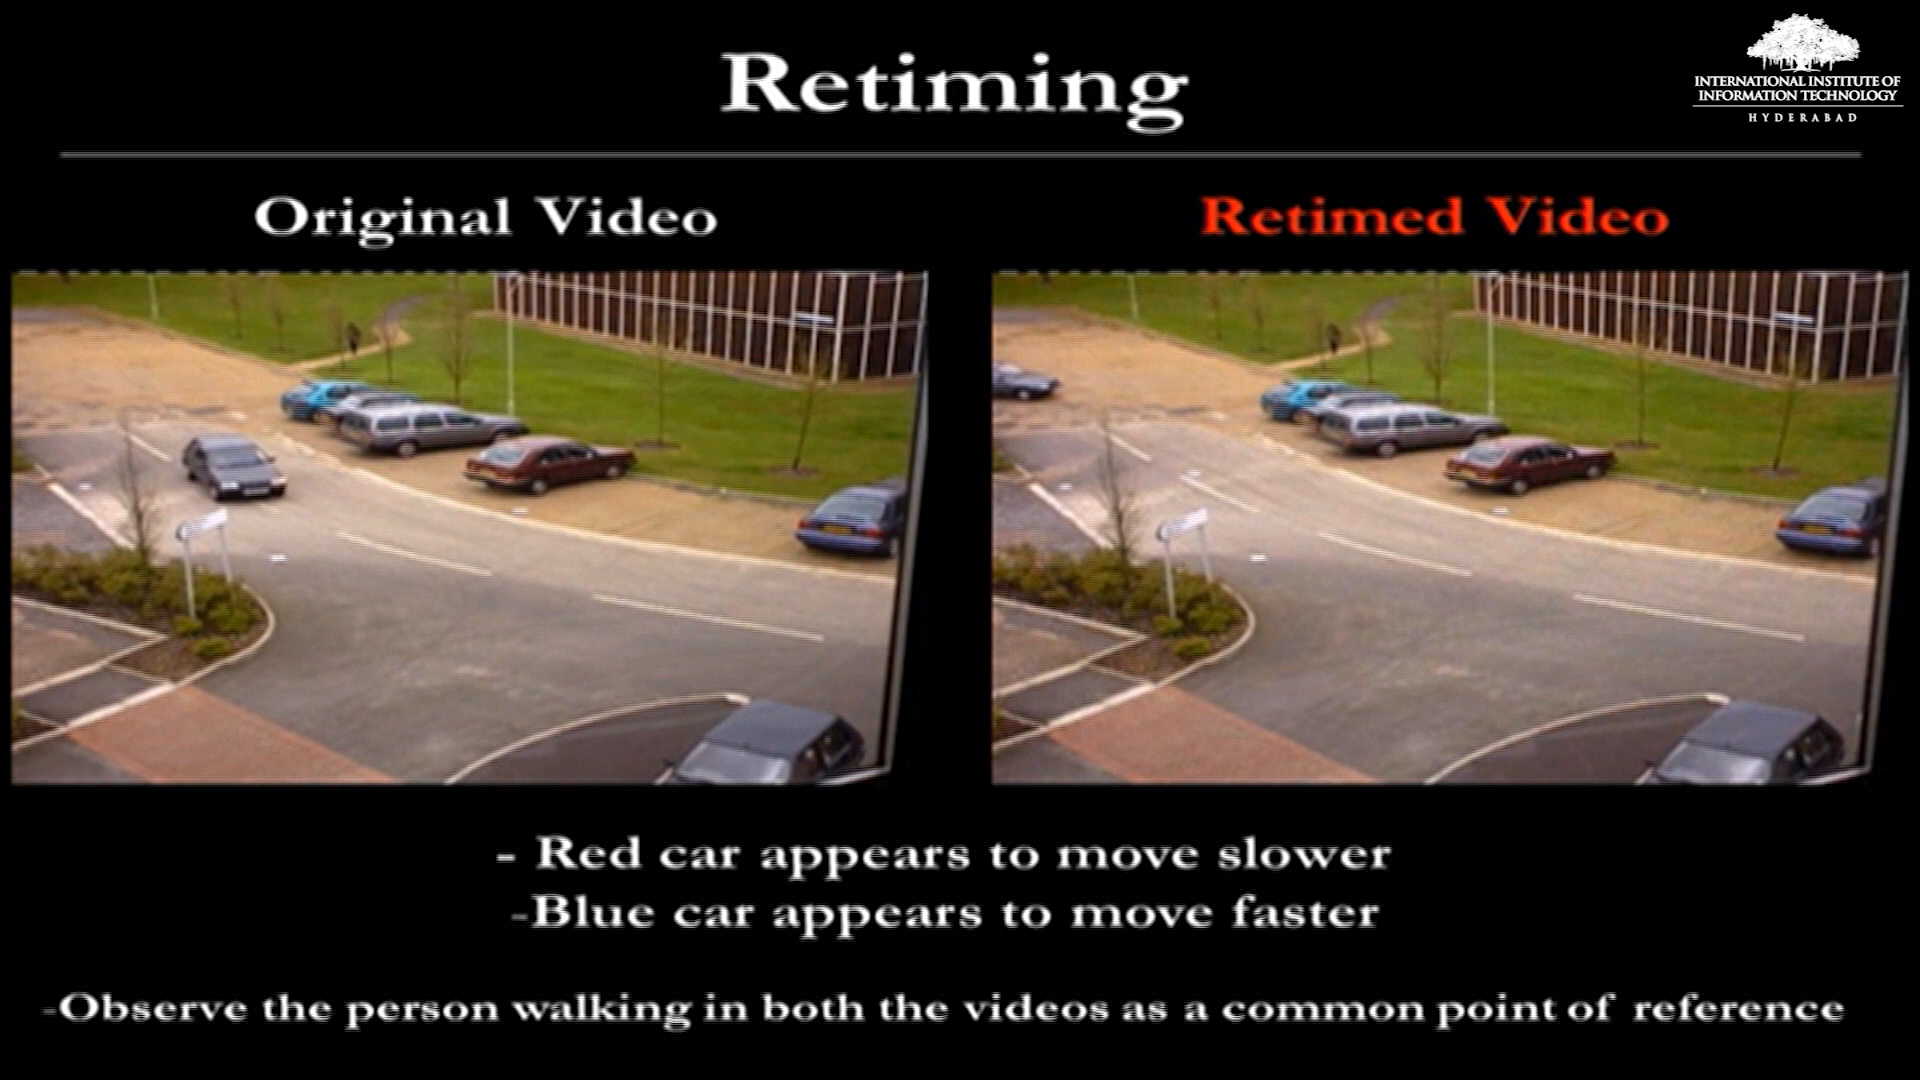 Retiming
INTERNATIONAL INSTITUTE OF
INFORMATION TECHNOLOGY
HYDERABAD
Original Video
Retimed Video
- Red car appears to move slower
-Blue car appears to move faster
-Observe the person walking in both the videos as a common point of reference